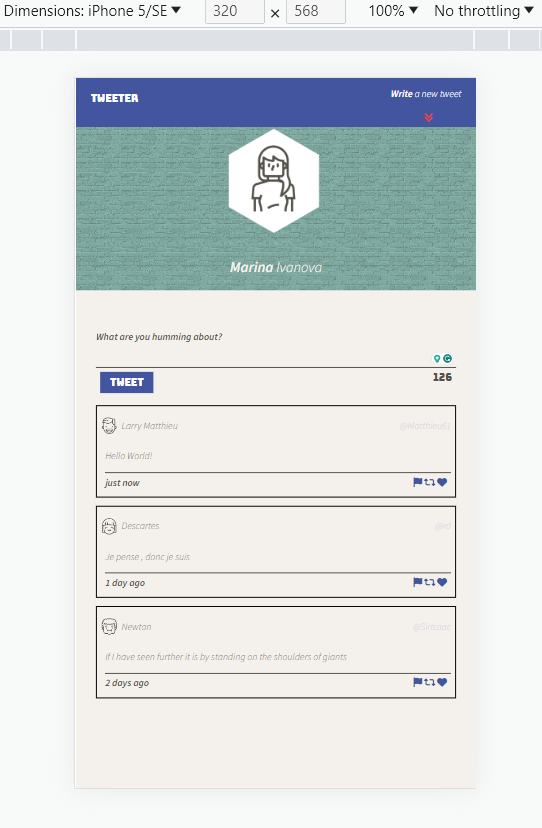 Dimensions: iPhone 5/SE ▼ 320 × 568 100% ▼ No throttling ▼
TWEETER
Write a new tweet
Marina Ivanova
What are you humming about?
TWEET
126
Larry Matthieu @Matthieu61
Hello World!
just now
Descartes @rd
Je pense , donc je suis
1 day ago
Newton
If I have seen further it is by standing on the shoulders of giants
2 days ago